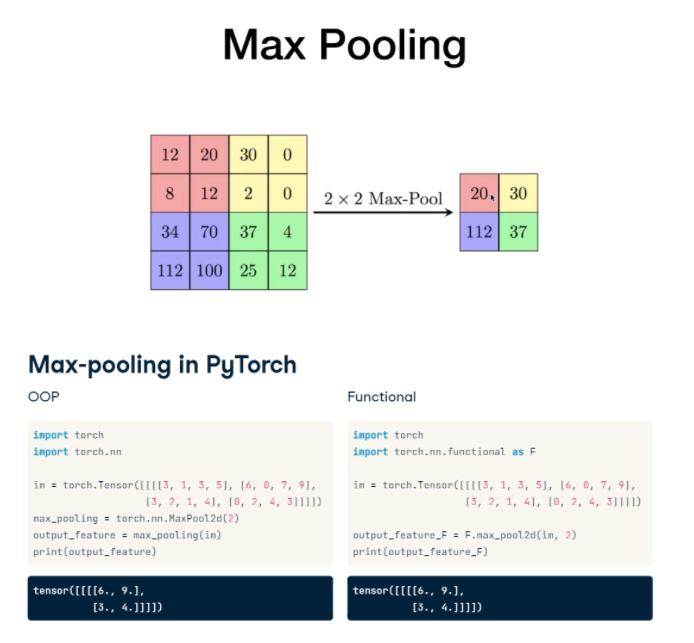 Max Pooling
12 20 30 0
8 12 2 0
34 70 37 4
112 100 25 12
2 × 2 Max-Pool
20 30
112 37
Max-pooling in PyTorch
OOP
import torch
import torch.nn
im = torch.Tensor([[[[3, 1, 3, 5], [6, 0, 7, 9],
[3, 2, 1, 4], [0, 2, 4, 3]]]])
max_pooling = torch.nn.MaxPool2d(2)
output_feature = max_pooling(im)
print(output_feature)
tensor([[[[6., 9.],
[3., 4.]]]])
Functional
import torch
import torch.nn.functional as F
im = torch.Tensor([[[[3, 1, 3, 5], [6, 0, 7, 9],
[3, 2, 1, 4], [0, 2, 4, 3]]]])
output_feature_F = F.max_pool2d(im, 2)
print(output_feature_F)
tensor([[[[6., 9.],
[3., 4.]]]])